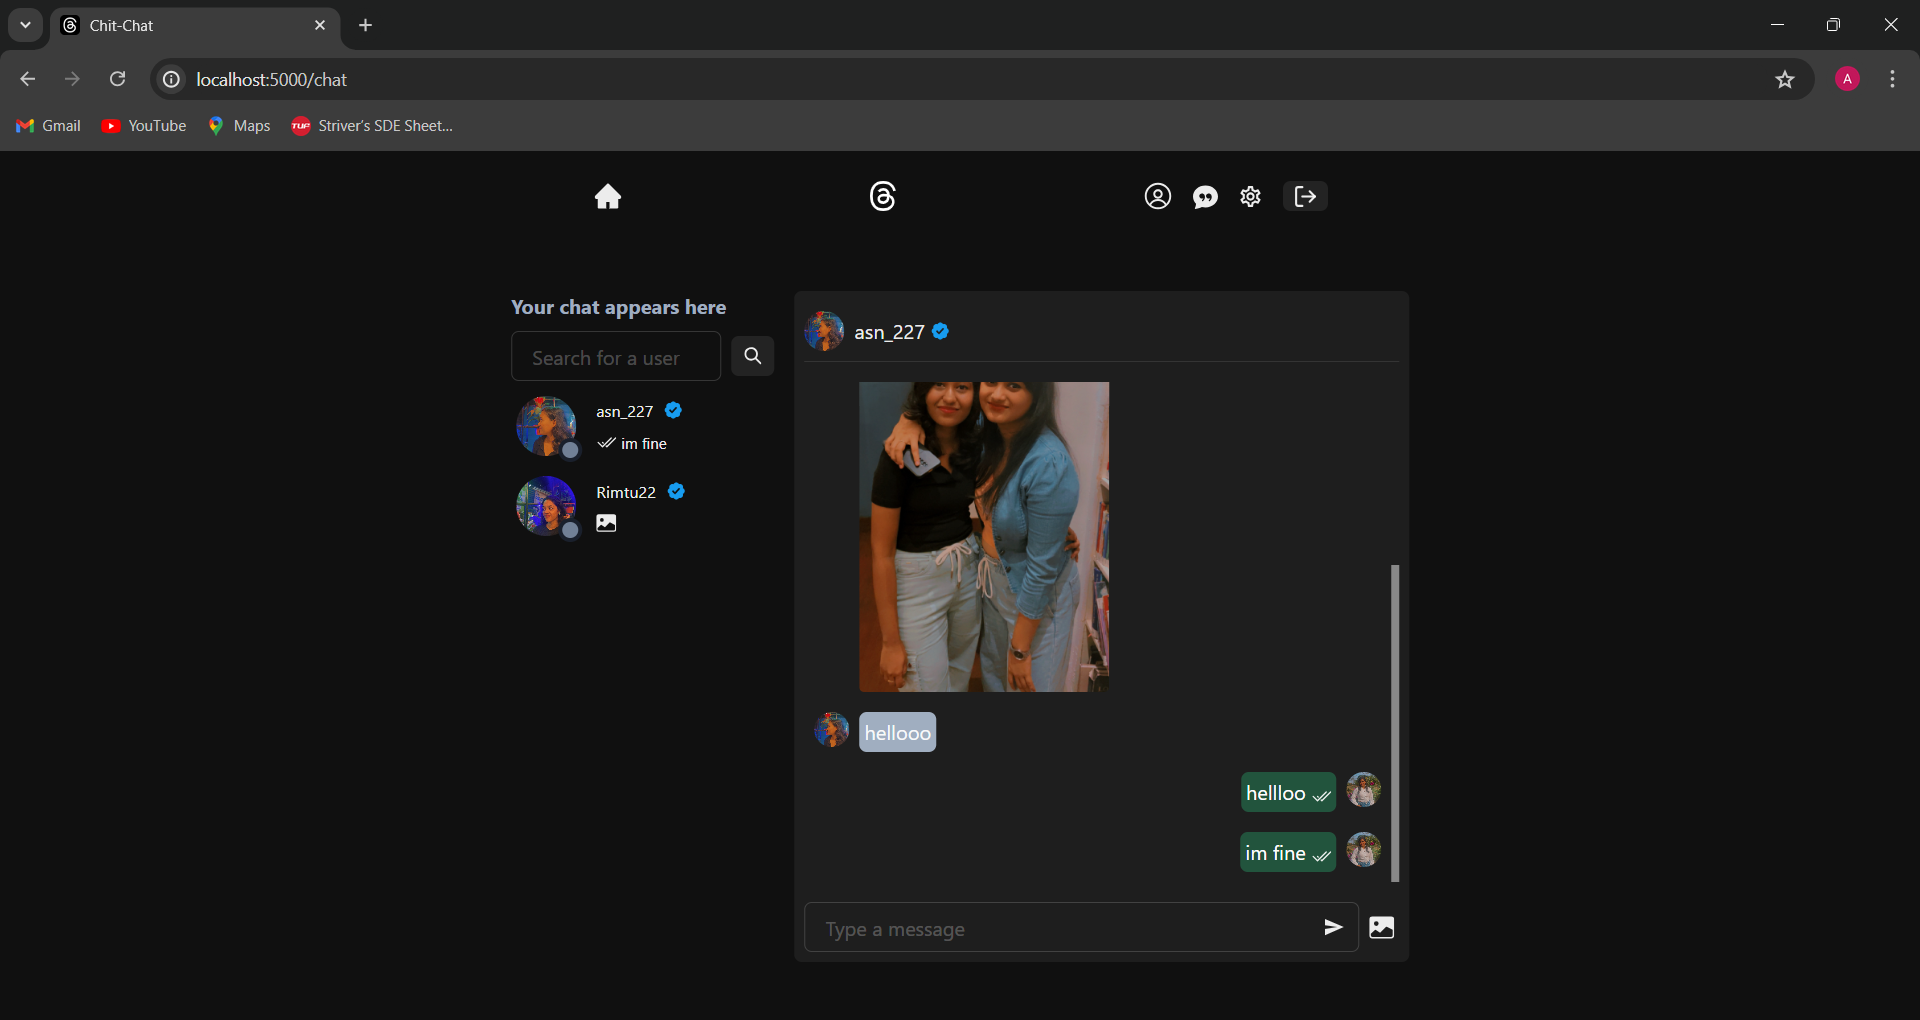 Chit-Chat
localhost:5000/chat
A
Gmail
YouTube
Maps
TUF
Striver's SDE Sheet...
Your chat appears here
Search for a user
asn_227
im fine
Rimtu22
asn_227
hellooo
hellloo
im fine
Type a message